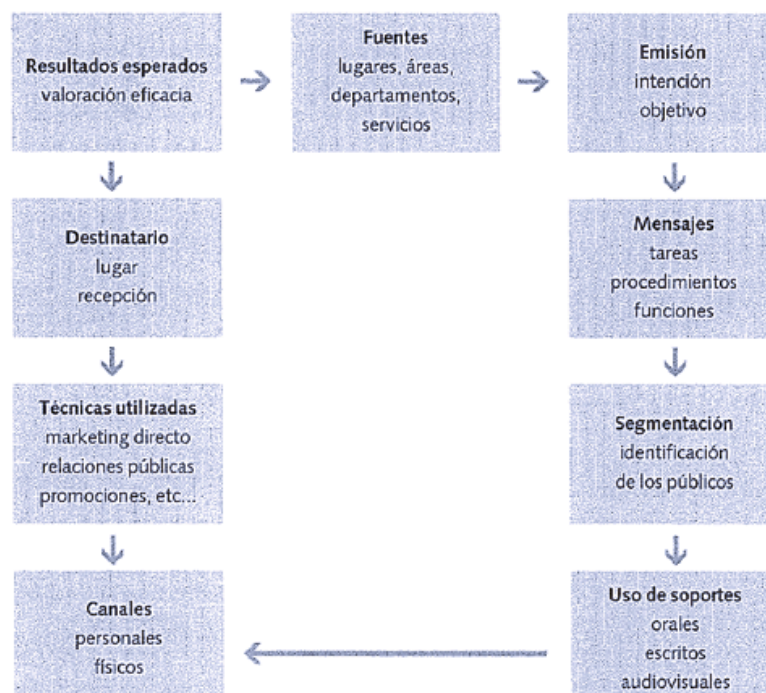 Resultados esperados
valoración eficacia
Fuentes
lugares, áreas,
departamentos,
servicios
Emisión
intención
objetivo
Destinatario
lugar
recepción
Mensajes
tareas
procedimientos
funciones
Técnicas utilizadas
marketing directo
relaciones públicas
promociones, etc...
Segmentación
identificación
de los públicos
Canales
personales
físicos
Uso de soportes
orales
escritos
audiovisuales